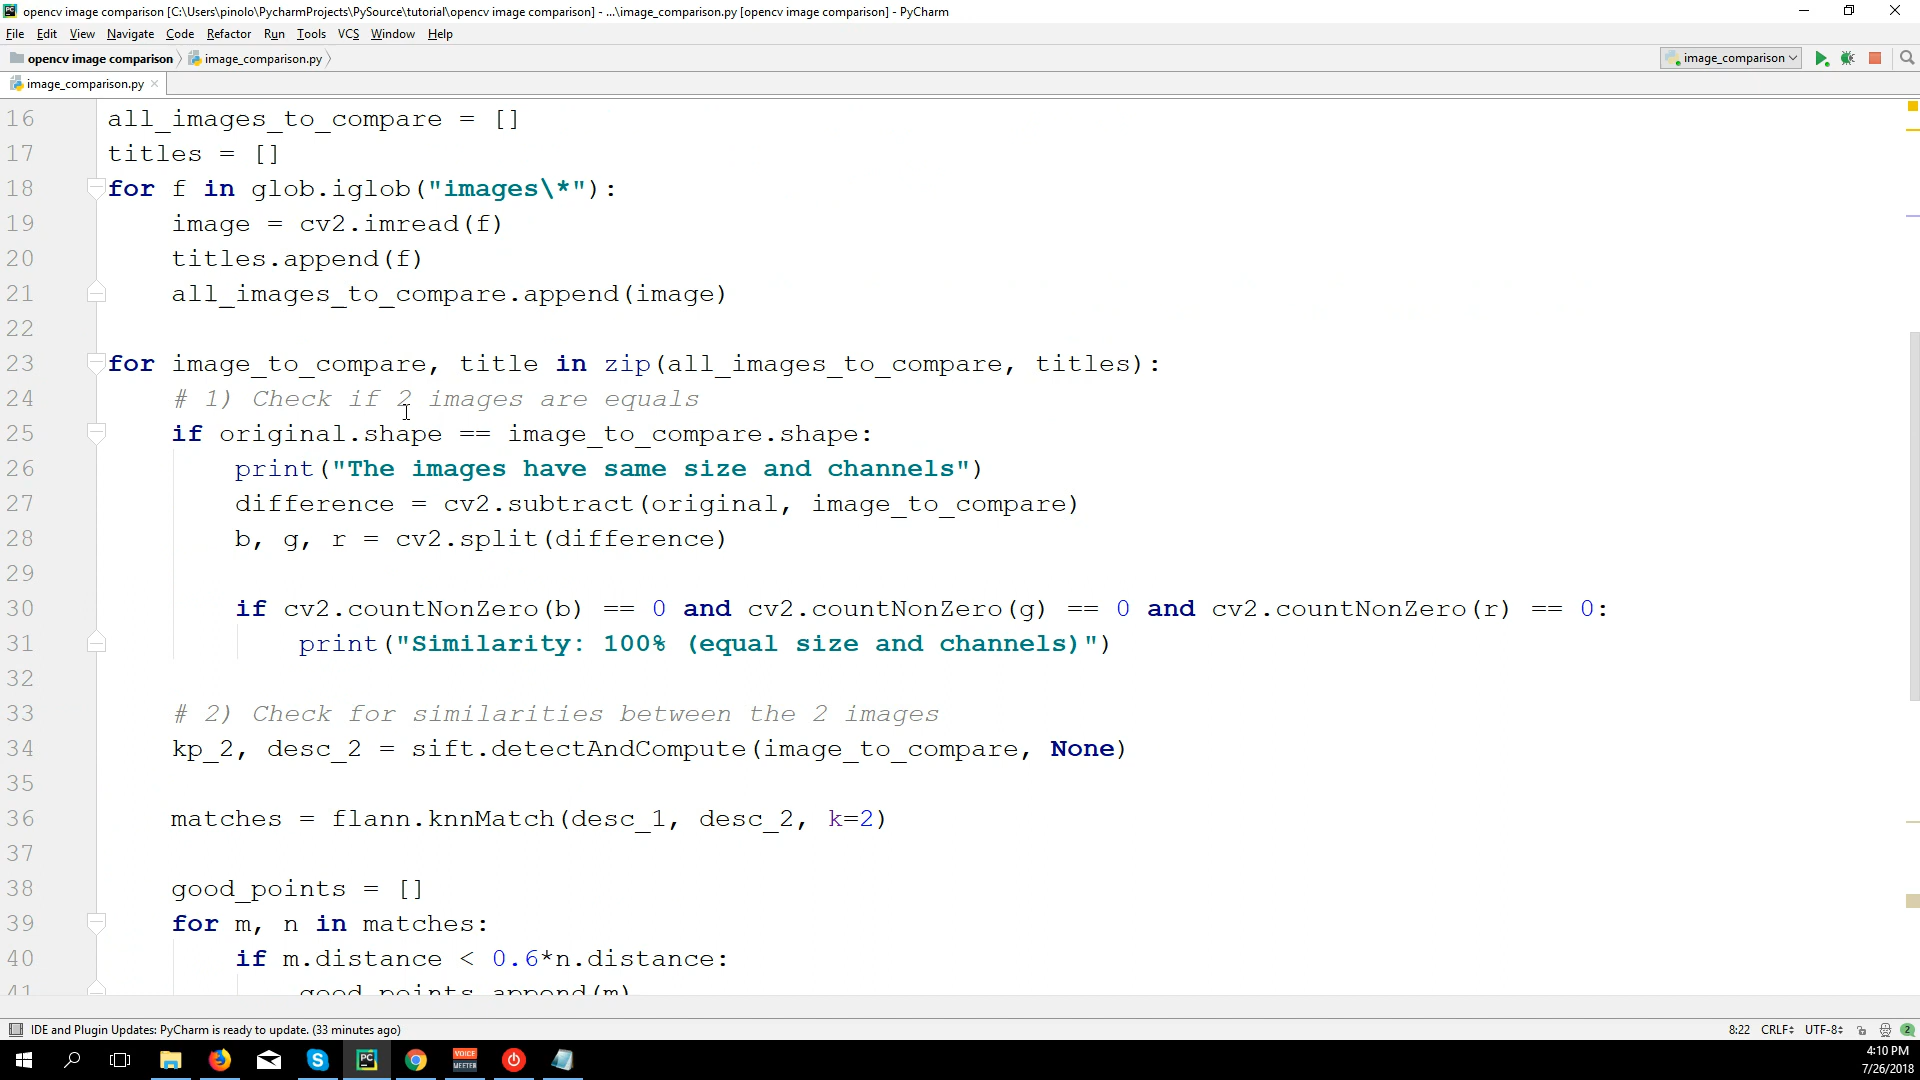 opencv image comparison [C:\Users\pinolo\PycharmProjects\PySource\tutorial\opencv image comparison] - ...\image_comparison.py [opencv image comparison] - PyCharm
File Edit View Navigate Code Refactor Run Tools VCS Window Help
opencv image comparison image_comparison.py image_comparison
image_comparison.py
16 all_images_to_compare = []
17 titles = []
18 for f in glob.iglob("images\*"):
19 image = cv2.imread(f)
20 titles.append(f)
21 all_images_to_compare.append(image)
22
23 for image_to_compare, title in zip(all_images_to_compare, titles):
24 # 1) Check if 2 images are equals
25 if original.shape == image_to_compare.shape:
26 print("The images have same size and channels")
27 difference = cv2.subtract(original, image_to_compare)
28 b, g, r = cv2.split(difference)
29
30 if cv2.countNonZero(b) == 0 and cv2.countNonZero(g) == 0 and cv2.countNonZero(r) == 0:
31 print("Similarity: 100% (equal size and channels)")
32
33 # 2) Check for similarities between the 2 images
34 kp_2, desc_2 = sift.detectAndCompute(image_to_compare, None)
35
36 matches = flann.knnMatch(desc_1, desc_2, k=2)
37
38 good_points = []
39 for m, n in matches:
40 if m.distance < 0.6*n.distance:
41 good_points.append(m)
IDE and Plugin Updates: PyCharm is ready to update. (33 minutes ago) 8:22 CRLF UTF-8 2
PC VOICE MEETER 4:10 PM
7/26/2018